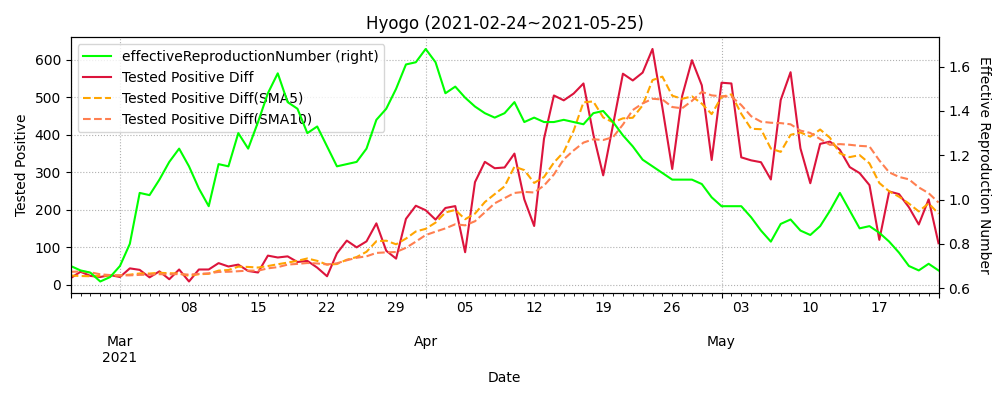 Hyogo (2021-02-24~2021-05-25)
effectiveReproductionNumber (right)
Tested Positive Diff
Tested Positive Diff(SMA5)
Tested Positive Diff(SMA10)
Tested Positive
600
500
400
300
200
100
0
1.6
1.4
1.2
1.0
0.8
0.6
Effective Reproduction Number
08 15 22 29 05 12 19 26 03 10 17
Mar Apr May
2021
Date